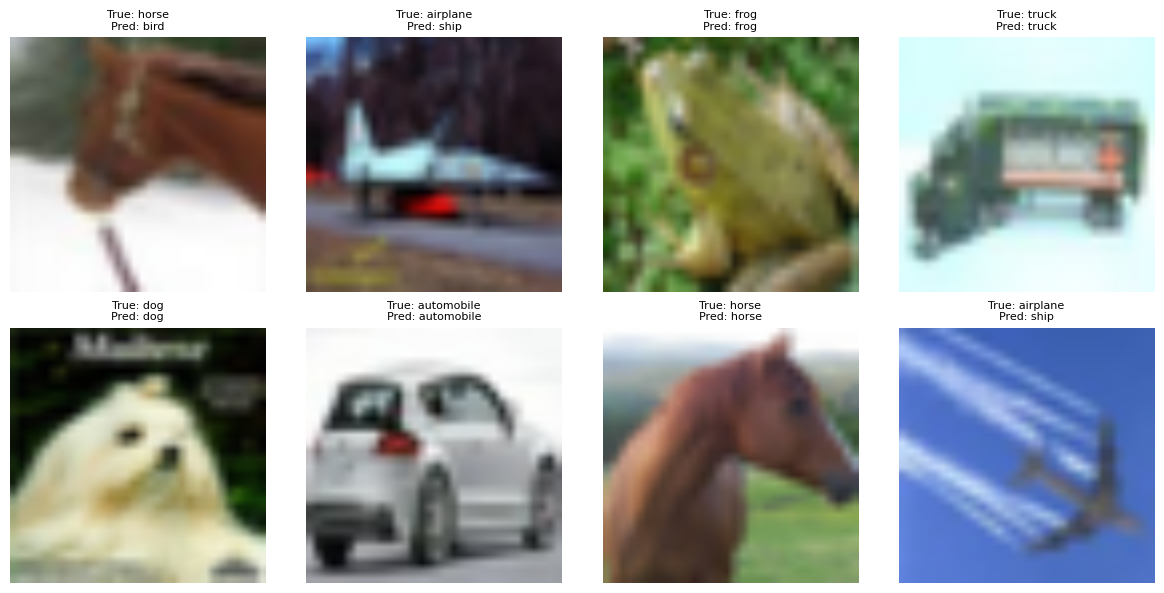 True: horse
Pred: bird
True: airplane
Pred: ship
True: frog
Pred: frog
True: truck
Pred: truck
True: dog
Pred: dog
Maltese
True: automobile
Pred: automobile
True: horse
Pred: horse
True: airplane
Pred: ship